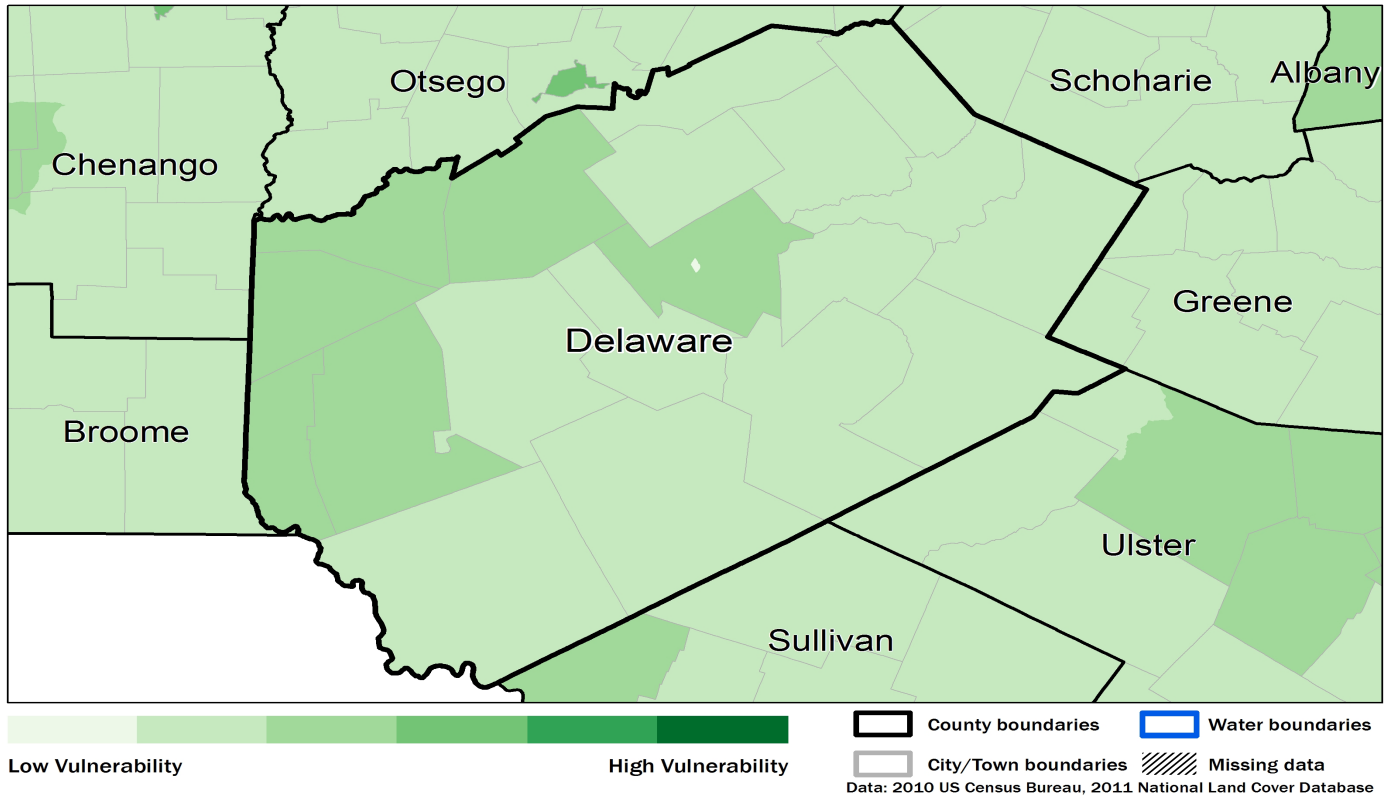 Otsego
Schoharie
Albany
Chenango
Greene
Delaware
Broome
Ulster
Sullivan
Low Vulnerability
High Vulnerability
County boundaries
Water boundaries
City/Town boundaries
Missing data
Data: 2010 US Census Bureau, 2011 National Land Cover Database